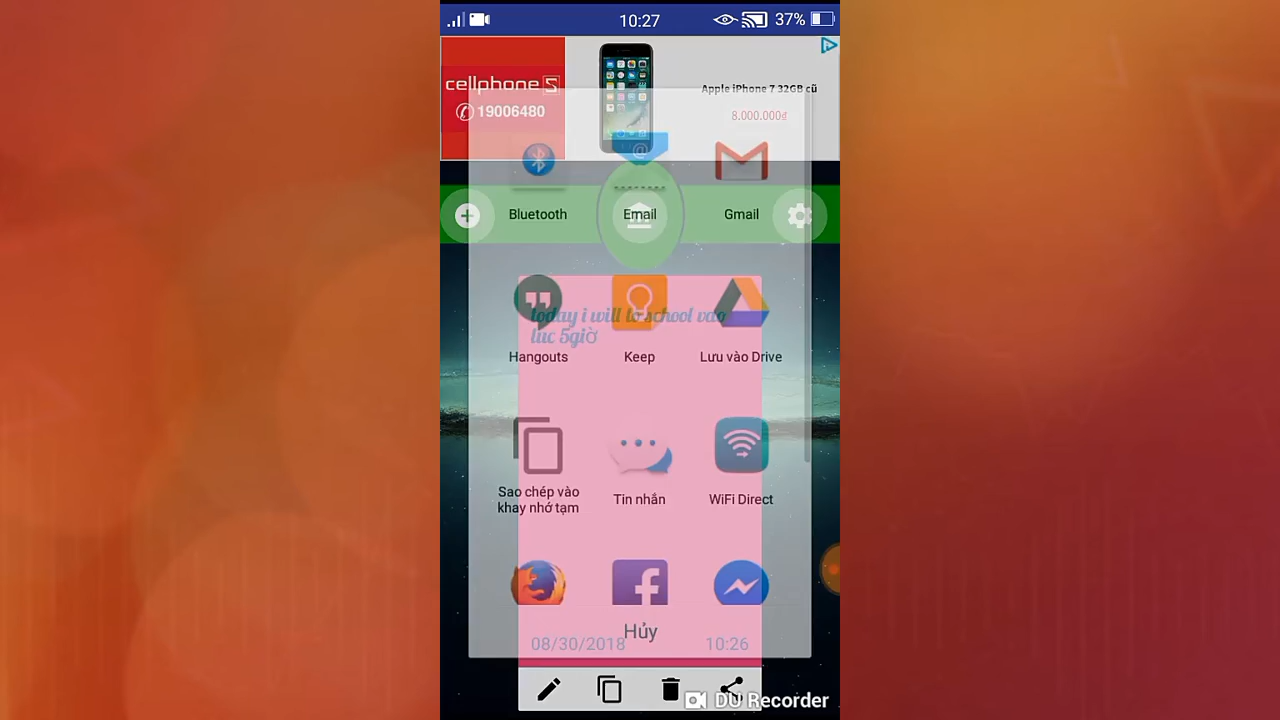 10:27
37%
cellphone S
19006480
Apple iPhone 7 32GB cũ
8.000.000₫
Bluetooth
Email
Gmail
today i will to school vào
luc 5giờ
Hangouts
Keep
Lưu vào Drive
Sao chép vào
khay nhớ tạm
Tin nhắn
WiFi Direct
Hủy
08/30/2018
10:26
DU Recorder